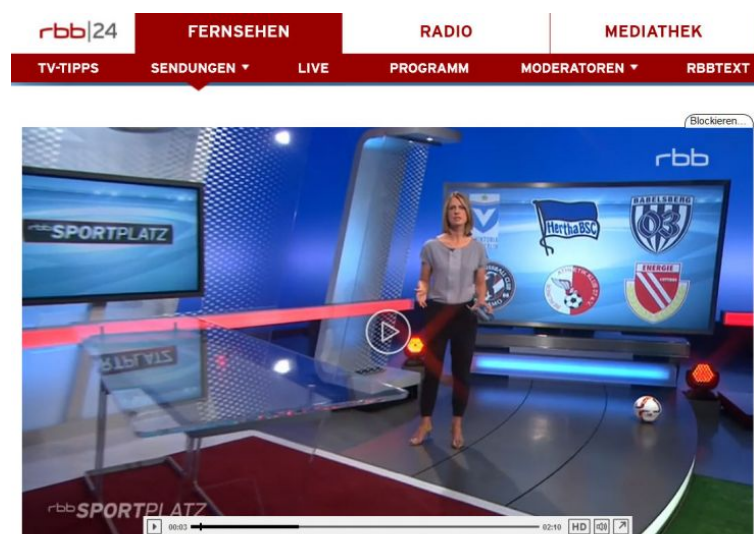 rbb|24
FERNSEHEN
RADIO
MEDIATHEK
TV-TIPPS
SENDUNGEN
LIVE
PROGRAMM
MODERATOREN
RBBTEXT
Blockieren...
rbb
rbb SPORTPLATZ
Hertha BSC
BABELSBERG
03
ENERGIE
rbb SPORTPLATZ
00:03
02:10
HD